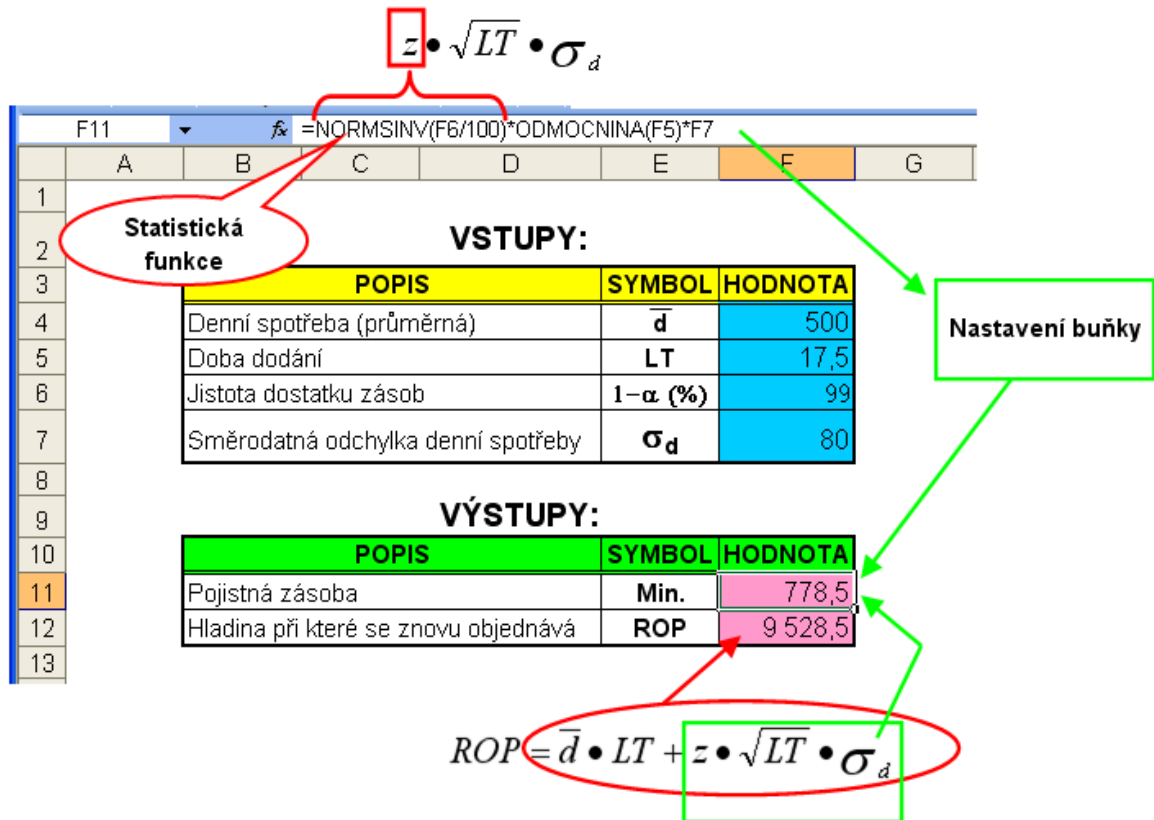 z • √LT • σd
F11 fx =NORMSINV(F6/100)*ODMOCNINA(F5)*F7
A B C D E F G
1
Statistická
funkce
2 VSTUPY:
3 POPIS SYMBOL HODNOTA
4 Denní spotřeba (průměrná) d̅ 500
5 Doba dodání LT 17,5
6 Jistota dostatku zásob 1−α (%) 99
7 Směrodatná odchylka denní spotřeby σd 80
Nastavení buňky
8
9 VÝSTUPY:
10 POPIS SYMBOL HODNOTA
11 Pojistná zásoba Min. 778,5
12 Hladina při které se znovu objednává ROP 9 528,5
13
ROP = d̅ • LT + z • √LT • σd